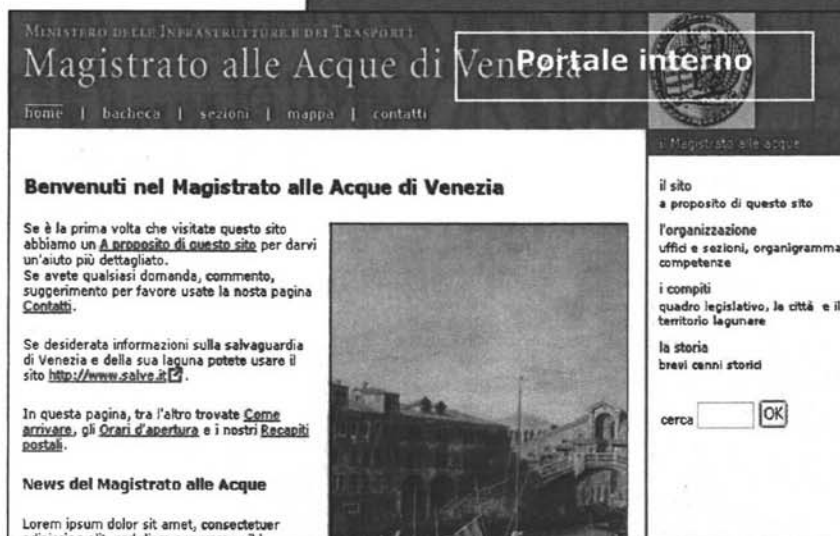 MINISTERO DELLE INFRASTRUTTURE E DEI TRASPORTI
Magistrato alle Acque di Venezia
Portale interno
home | bacheca | sezioni | mappa | contatti
il Magistrato alle acque
Benvenuti nel Magistrato alle Acque di Venezia
Se è la prima volta che visitate questo sito
abbiamo un A proposito di questo sito per darvi
un'aiuto più dettagliato.
Se avete qualsiasi domanda, commento,
suggerimento per favore usate la nosta pagina
Contatti.
Se desiderata informazioni sulla salvaguardia
di Venezia e della sua laguna potete usare il
sito http://www.salve.it.
In questa pagina, tra l'altro trovate Come
arrivare, gli Orari d'apertura e i nostri Recapiti
postali.
News del Magistrato alle Acque
Lorem ipsum dolor sit amet, consectetuer
il sito
a proposito di questo sito
l'organizzazione
uffici e sezioni, organigramma
competenze
i compiti
quadro legislativo, la città e il
territorio lagunare
la storia
brevi cenni storici
cerca OK